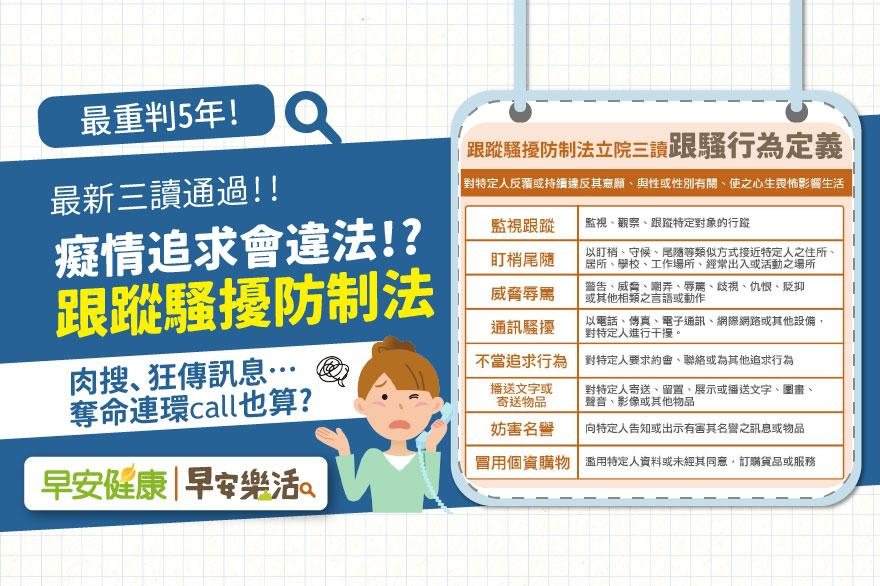 最重判5年!
最新三讀通過!!
癡情追求會違法!?
跟蹤騷擾防制法
肉搜、狂傳訊息…
奪命連環call也算?
早安健康|早安樂活
跟蹤騷擾防制法立院三讀跟騷行為定義
對特定人反覆或持續違反其意願、與性或性別有關、使之心生畏怖影響生活
監視跟蹤
監視、觀察、跟蹤特定對象的行蹤
盯梢尾隨
以盯梢、守候、尾隨等類似方式接近特定人之住所、
居所、學校、工作場所、經常出入或活動之場所
威脅辱罵
警告、威脅、嘲弄、辱罵、歧視、仇恨、貶抑
或其他相類之言語或動作
通訊騷擾
以電話、傳真、電子通訊、網際網路或其他設備，
對特定人進行干擾。
不當追求行為
對特定人要求約會、聯絡或為其他追求行為
播送文字或
寄送物品
對特定人寄送、留置、展示或播送文字、圖畫、
聲音、影像或其他物品
妨害名譽
向特定人告知或出示有害其名譽之訊息或物品
冒用個資購物
濫用特定人資料或未經其同意，訂購貨品或服務